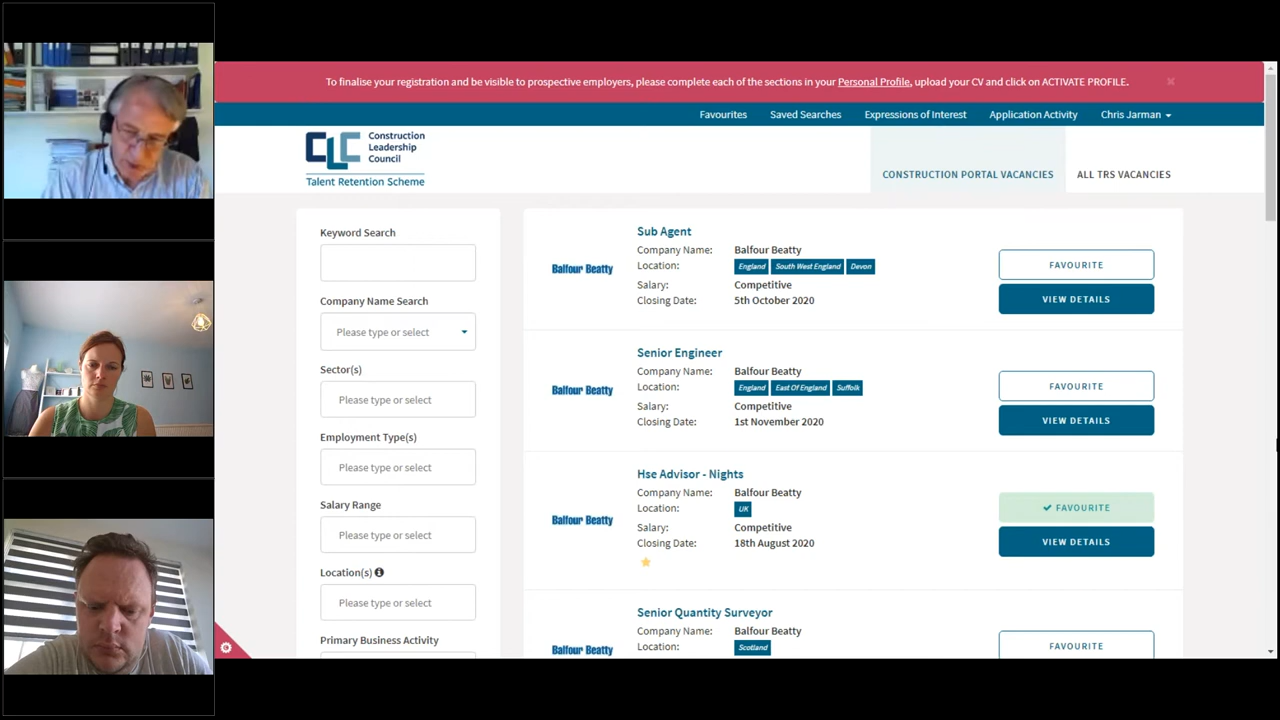 To finalise your registration and be visible to prospective employers, please complete each of the sections in your Personal Profile, upload your CV and click on ACTIVATE PROFILE. ×
Favourites Saved Searches Expressions of Interest Application Activity Chris Jarman
CLC Construction
Leadership
Council
Talent Retention Scheme
CONSTRUCTION PORTAL VACANCIES ALL TRS VACANCIES
Keyword Search
Company Name Search
Please type or select
Sector(s)
Please type or select
Employment Type(s)
Please type or select
Salary Range
Please type or select
Location(s)
Please type or select
Primary Business Activity
Sub Agent
Balfour Beatty
Company Name: Balfour Beatty
Location: England South West England Devon
Salary: Competitive
Closing Date: 5th October 2020
FAVOURITE
VIEW DETAILS
Senior Engineer
Balfour Beatty
Company Name: Balfour Beatty
Location: England East Of England Suffolk
Salary: Competitive
Closing Date: 1st November 2020
FAVOURITE
VIEW DETAILS
Hse Advisor - Nights
Balfour Beatty
Company Name: Balfour Beatty
Location: UK
Salary: Competitive
Closing Date: 18th August 2020
FAVOURITE
VIEW DETAILS
Senior Quantity Surveyor
Balfour Beatty
Company Name: Balfour Beatty
Location: Scotland
FAVOURITE